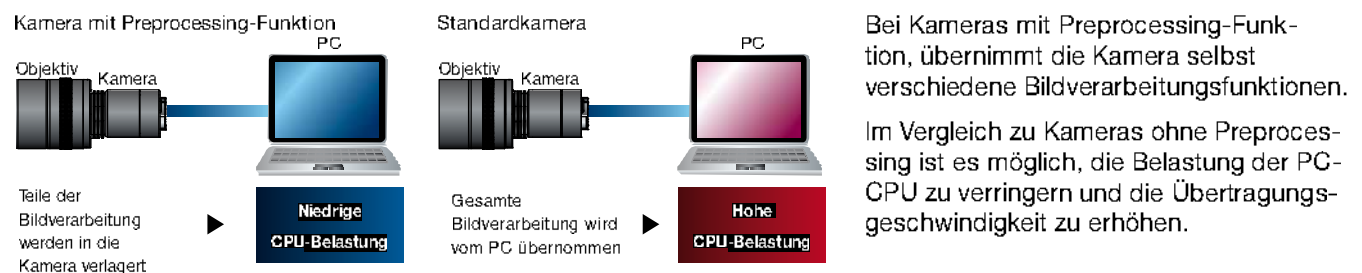 Kamera mit Preprocessing-Funktion
PC
Objektiv
Kamera
Teile der
Bildverarbeitung
werden in die
Kamera verlagert
Niedrige
CPU-Belastung
Standardkamera
PC
Objektiv
Kamera
Gesamte
Bildverarbeitung wird
vom PC übernommen
Hohe
CPU-Belastung
Bei Kameras mit Preprocessing-Funk-
tion, übernimmt die Kamera selbst
verschiedene Bildverarbeitungsfunktionen.
Im Vergleich zu Kameras ohne Preproces-
sing ist es möglich, die Belastung der PC-
CPU zu verringern und die Übertragungs-
geschwindigkeit zu erhöhen.